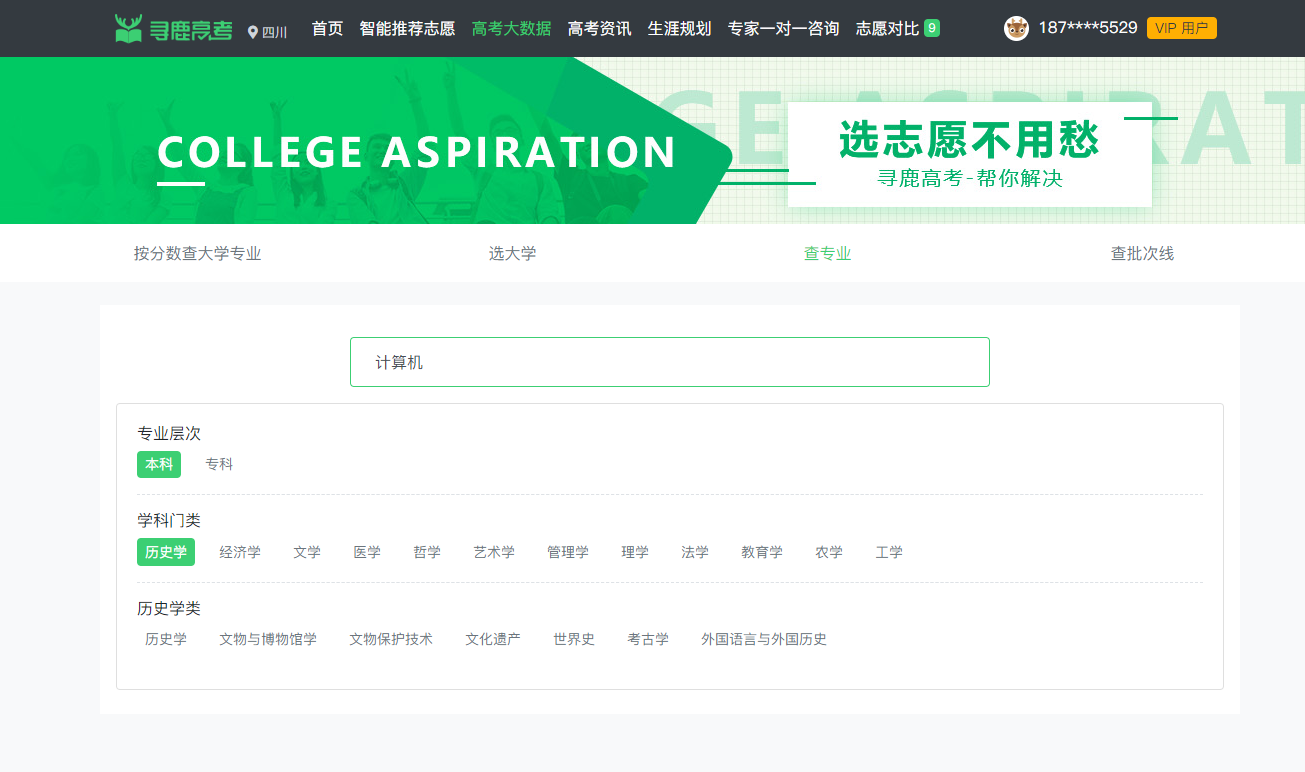 寻鹿高考 四川 首页 智能推荐志愿 高考大数据 高考资讯 生涯规划 专家一对一咨询 志愿对比 9 187****5529 VIP 用户
COLLEGE ASPIRATION
GE ASPIRAT
选志愿不用愁
寻鹿高考-帮你解决
按分数查大学专业 选大学 查专业 查批次线
计算机
专业层次
本科 专科
学科门类
历史学 经济学 文学 医学 哲学 艺术学 管理学 理学 法学 教育学 农学 工学
历史学类
历史学 文物与博物馆学 文物保护技术 文化遗产 世界史 考古学 外国语言与外国历史